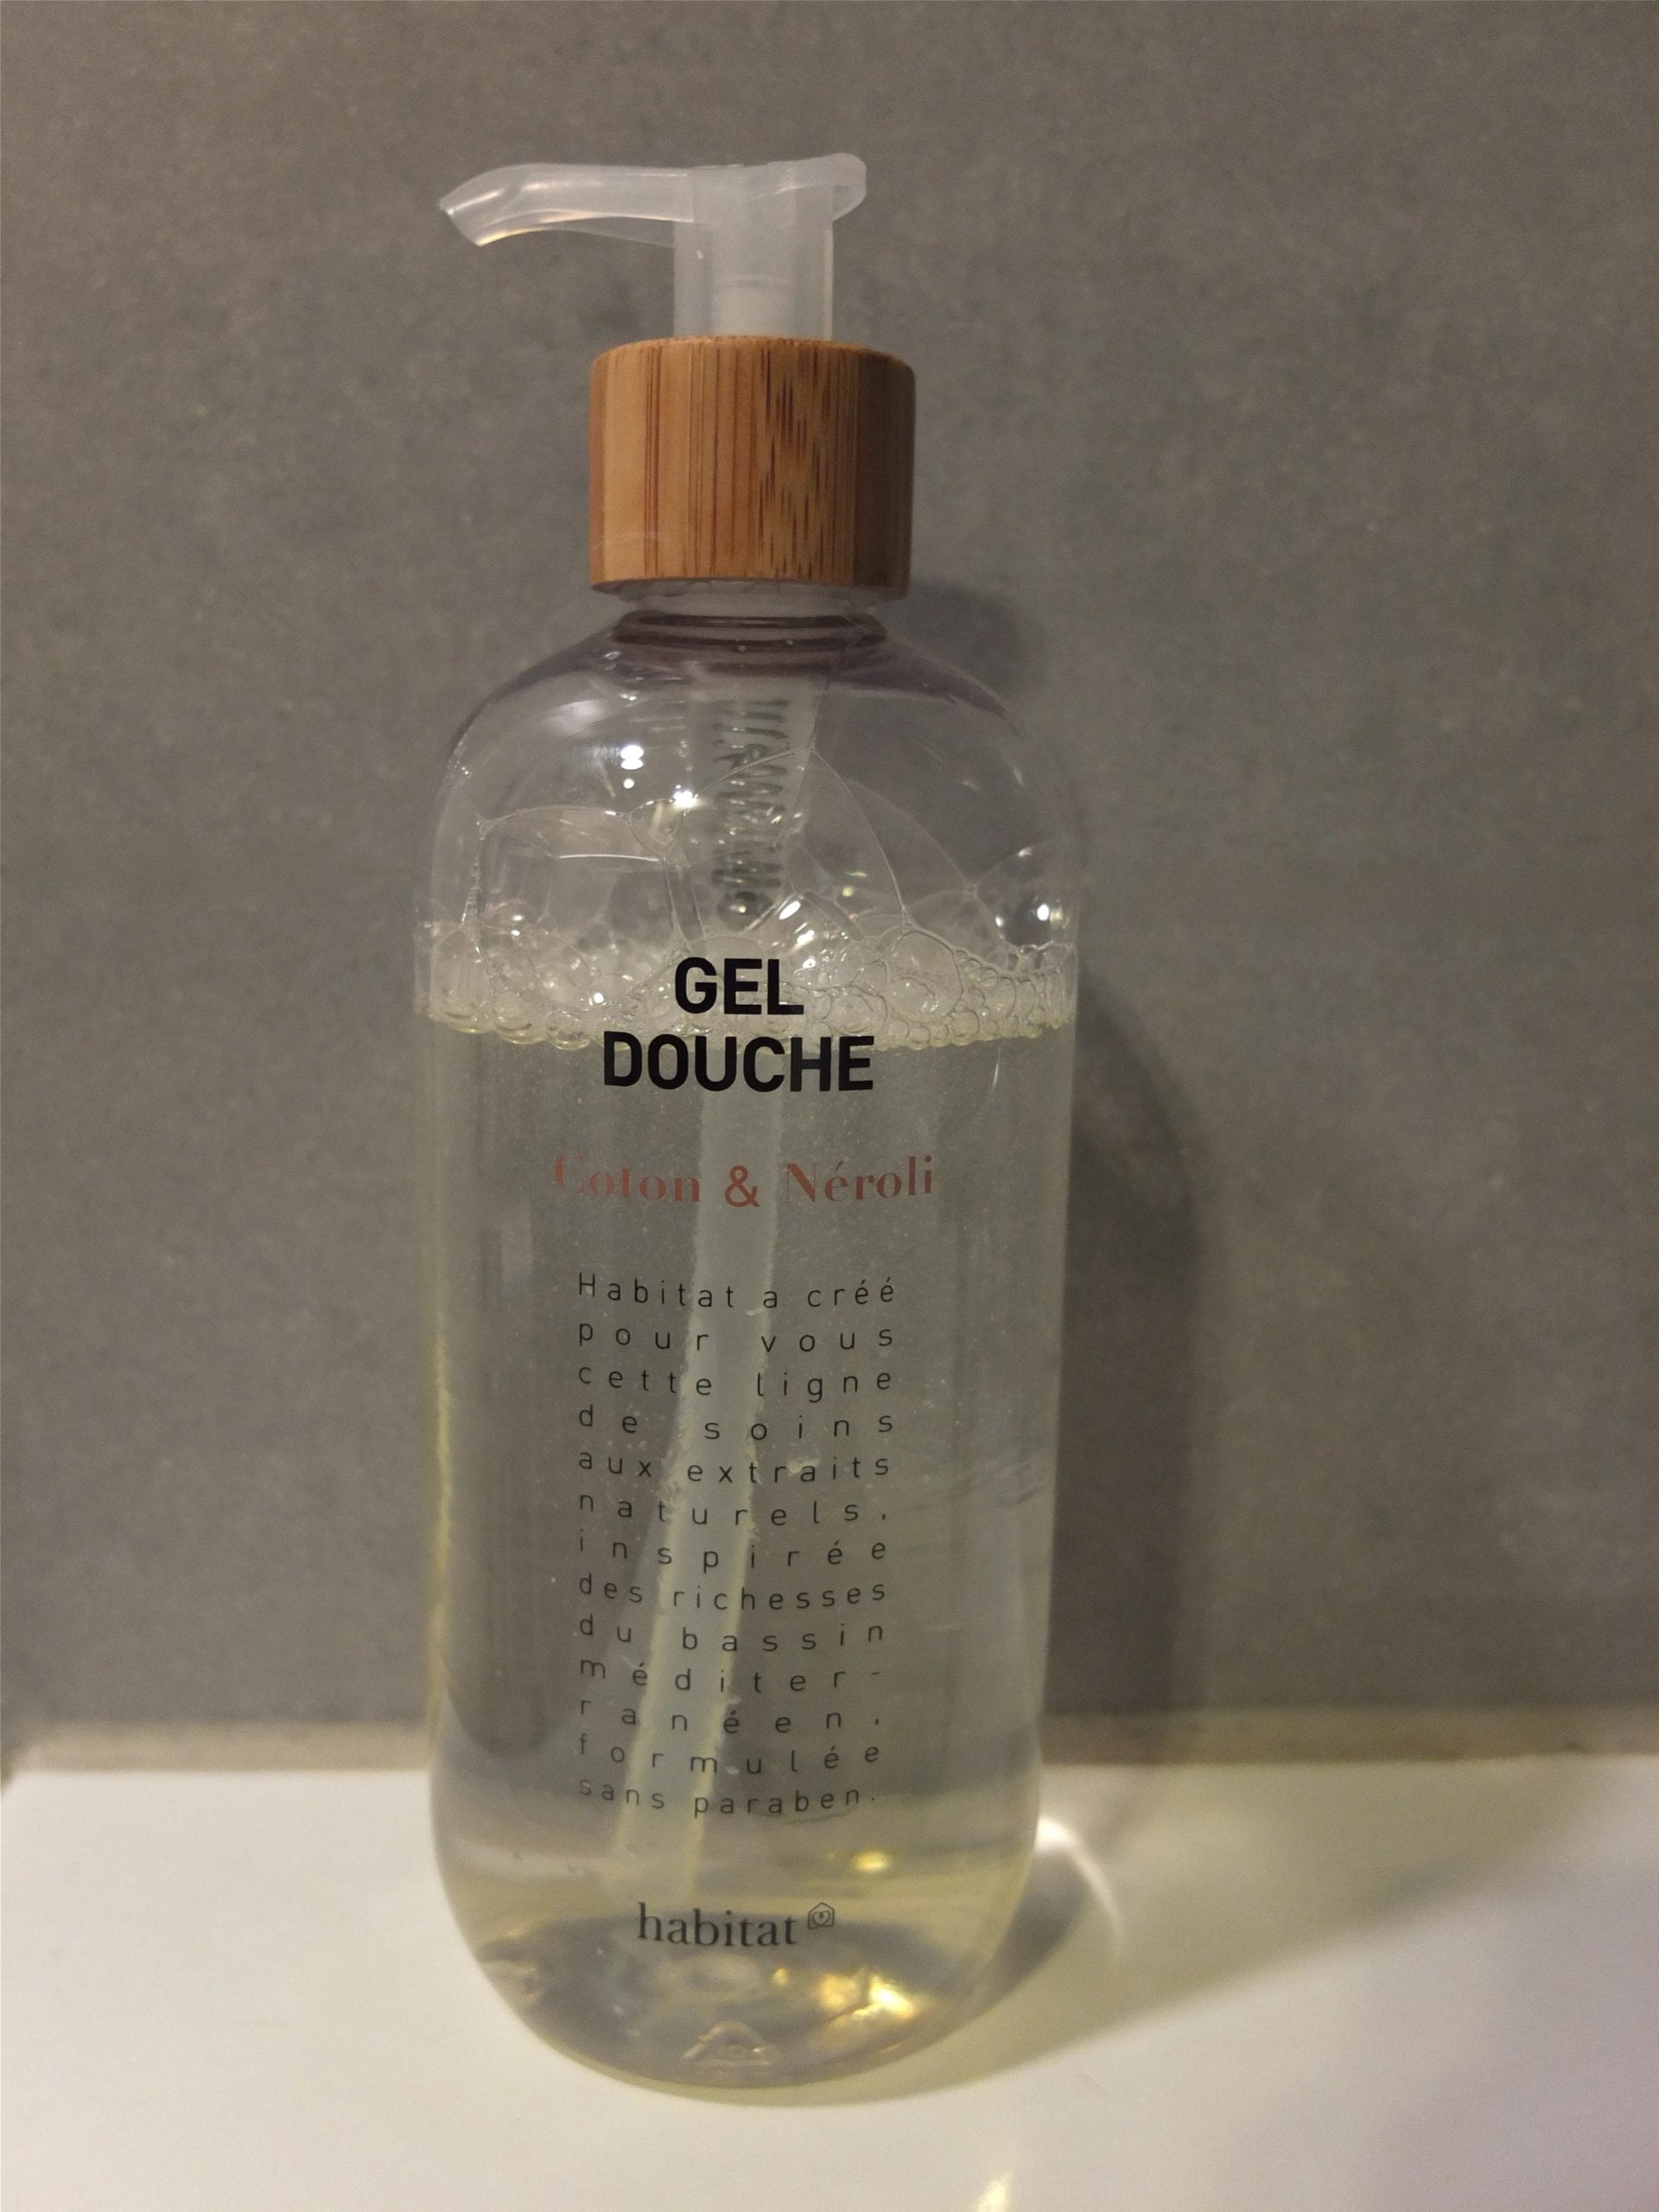 GEL
DOUCHE
Coton & Néroli
Habitat a créé
pour vous
cette ligne
de soins
aux extraits
naturels,
inspirée
des richesses
du bassin
méditer-
ranéen,
formulée
sans paraben.
habitat